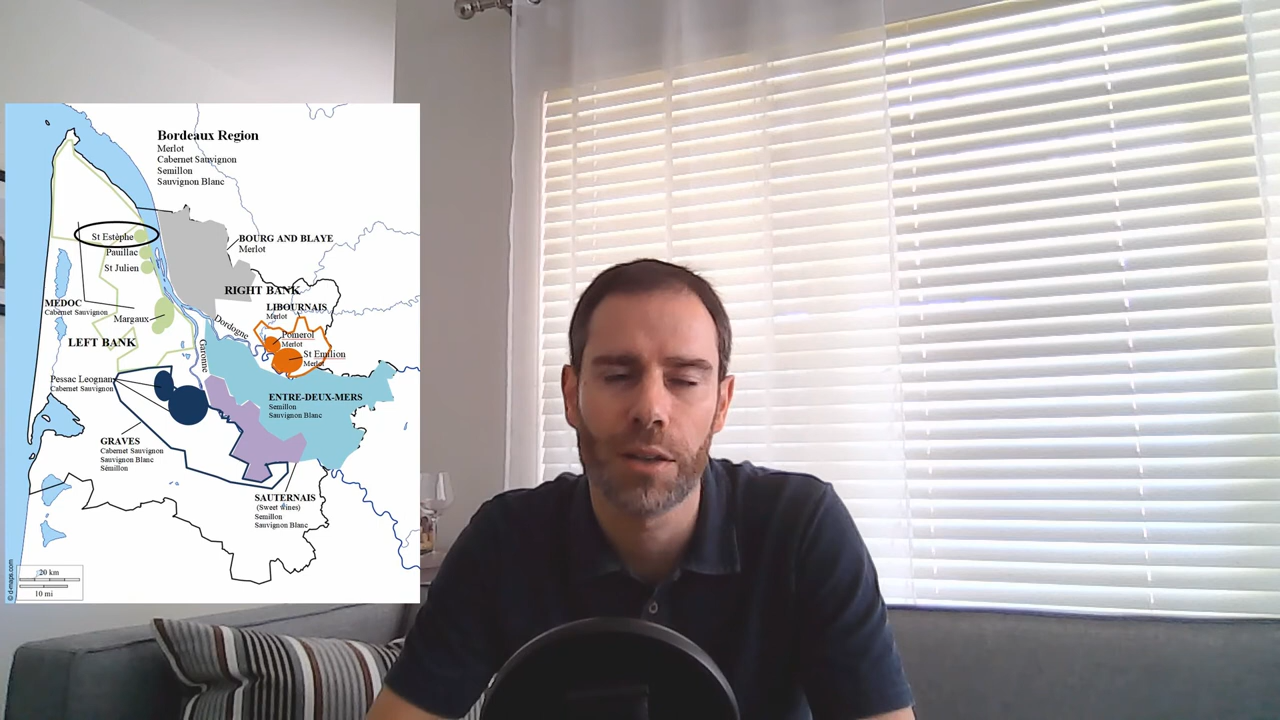 Bordeaux Region
Merlot
Cabernet Sauvignon
Semillon
Sauvignon Blanc
St Estèphe
Pauillac
St Julien
BOURG AND BLAYE
Merlot
RIGHT BANK
MEDOC
Cabernet Sauvignon
Margaux
LIBOURNAIS
Merlot
LEFT BANK
Dordogne
Garonne
Pomerol
Merlot
St Emilion
Merlot
Pessac Leognan
Cabernet Sauvignon
ENTRE-DEUX-MERS
Semillon
Sauvignon Blanc
GRAVES
Cabernet Sauvignon
Sauvignon Blanc
Sémillon
SAUTERNAIS
(Sweet wines)
Semillon
Sauvignon Blanc
20 km
10 mi
© d-maps.com